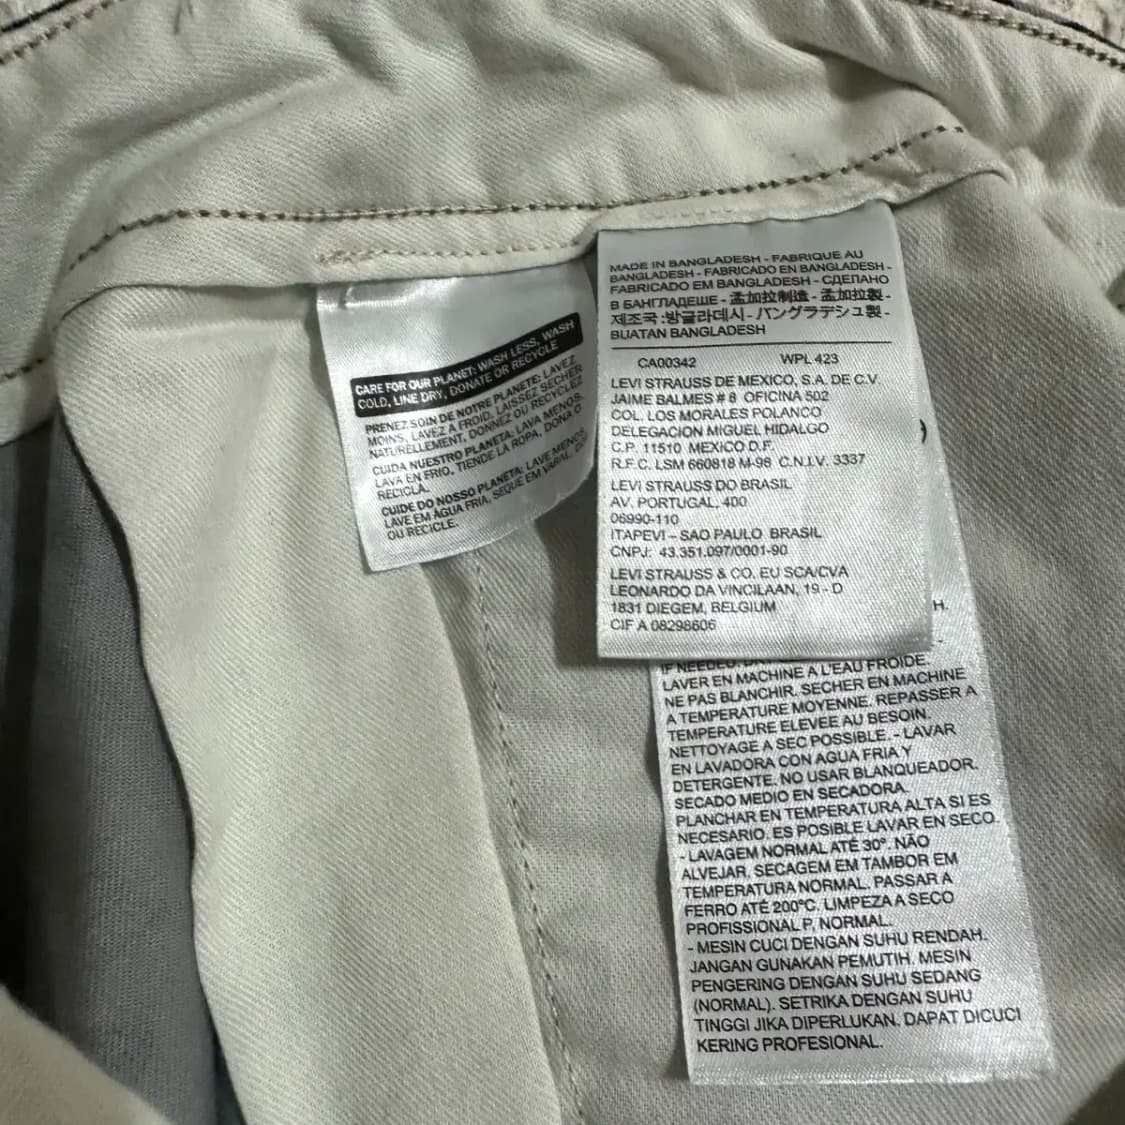 CARE FOR OUR PLANET: WASH LESS, WASH
COLD, LINE DRY, DONATE OR RECYCLE
PRENEZ SOIN DE NOTRE PLANETE: LAVEZ
MOINS, LAVEZ A FROID, LAISSEZ SECHER
NATURELLEMENT, DONNEZ OU RECYCLEZ
CUIDA NUESTRO PLANETA: LAVA MENOS,
LAVA EN FRIO, TIENDE LA ROPA, DONA O
RECICLA.
CUIDE DO NOSSO PLANETA: LAVE MENOS,
LAVE EM ÁGUA FRIA, SEQUE EM VARAL,
OU RECICLE.
MADE IN BANGLADESH - FABRIQUE AU
BANGLADESH - FABRICADO EN BANGLADESH -
FABRICADO EM BANGLADESH - СДЕЛАНО
В БАНГЛАДЕШЕ - 孟加拉制造 - 孟加拉製 -
제조국 :방글라데시 - バングラデシュ製 -
BUATAN BANGLADESH
CA00342 WPL 423
LEVI STRAUSS DE MEXICO, S.A. DE C.V.
JAIME BALMES # 8 OFICINA 502
COL. LOS MORALES POLANCO
DELEGACION MIGUEL HIDALGO
C.P. 11510 MEXICO D.F.
R.F.C. LSM 660818 M-98 C.N.I.V. 3337
LEVI STRAUSS DO BRASIL
AV. PORTUGAL, 400
06990-110
ITAPEVI – SAO PAULO BRASIL
CNPJ: 43.351.097/0001-90
LEVI STRAUSS & CO. EU SCA/CVA
LEONARDO DA VINCILAAN, 19 - D
1831 DIEGEM, BELGIUM
CIF A 08298606
H.
IF NEEDED.
LAVER EN MACHINE A L'EAU FROIDE.
NE PAS BLANCHIR. SECHER EN MACHINE
A TEMPERATURE MOYENNE. REPASSER A
TEMPERATURE ELEVEE AU BESOIN.
NETTOYAGE A SEC POSSIBLE. - LAVAR
EN LAVADORA CON AGUA FRIA Y
DETERGENTE. NO USAR BLANQUEADOR.
SECADO MEDIO EN SECADORA.
PLANCHAR EN TEMPERATURA ALTA SI ES
NECESARIO. ES POSIBLE LAVAR EN SECO.
- LAVAGEM NORMAL ATÉ 30°. NÃO
ALVEJAR. SECAGEM EM TAMBOR EM
TEMPERATURA NORMAL. PASSAR A
FERRO ATÉ 200°C. LIMPEZA A SECO
PROFISSIONAL P, NORMAL.
- MESIN CUCI DENGAN SUHU RENDAH.
JANGAN GUNAKAN PEMUTIH. MESIN
PENGERING DENGAN SUHU SEDANG
(NORMAL). SETRIKA DENGAN SUHU
TINGGI JIKA DIPERLUKAN. DAPAT DICUCI
KERING PROFESIONAL.